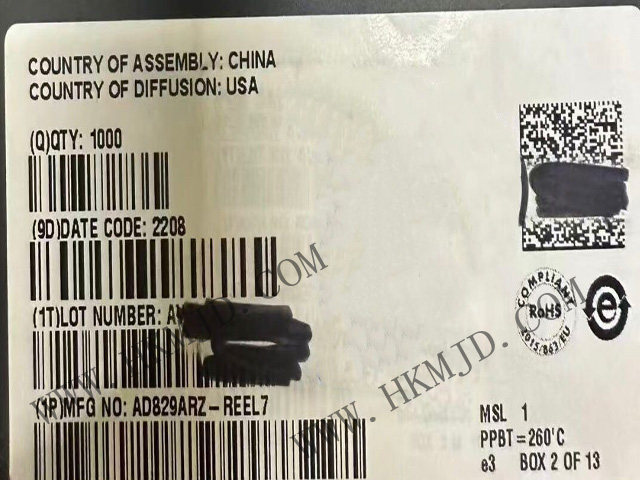 COUNTRY OF ASSEMBLY: CHINA
COUNTRY OF DIFFUSION: USA
(Q)QTY: 1000
(9D)DATE CODE: 2208
(1T)LOT NUMBER: A
(1P)MFG NO: AD829ARZ-REEL7
COMPLIANT
RoHS
2015/863/EU
e
MSL 1
PPBT=260'C
e3 BOX 2 OF 13
WWW.HKMJD.COM
WWW.HKMJD.COM